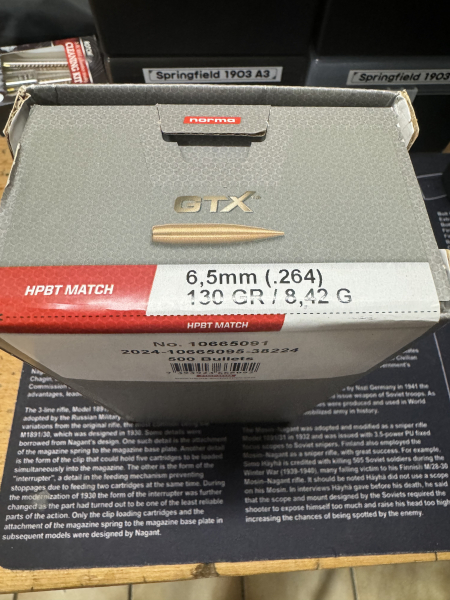 CLEANING KIT
Springfield 1903 A3
Springfield 1903
norma
GTX
HPBT MATCH
6,5mm (.264)
130 GR / 8,42 G
HPBT MATCH
No. 10665091
2024-10665095-38224
500 Bullets
Chagin,
advantages, leader
The 3-line rifle, Model 189
adopted by the Russian Military
variations from the original rifle, the
M1891/30, which was designed in 1930. Some details were
borrowed from Nagant's design. One such detail is the attachment
of the magazine spring to the magazine base plate. Another detail
is the form of the clip that could hold five cartridges to be loaded
simultaneously into the magazine. The other is the form of the
"interrupter", a detail in the feeding mechanism preventing
stoppages due to feeding two cartridges at the same time. During
the modernization of 1930 the form of the interrupter was further
changed as the part had turned out to be one of the least reliable
parts of the action. Only the clip loading cartridges and the
attachment of the magazine spring to the magazine base plate in
subsequent models were designed by Nagant.
Civilian
Government's
by Nazi Germany in 1941 the
issue weapon of Soviet troops. As
were produced and used in World
mobilized army in history.
was adopted and modified as a sniper rifle
in 1932 and was issued with 3.5-power PU fixed
to Soviet snipers. Finland also employed the
Mosin-Nagant as a sniper rifle, with great success. For example,
Simo Häyhä is credited with killing 505 Soviet soldiers during the
Winter War (1939-1940), many falling victim to his Finnish M/28-30
Mosin-Nagant rifle. It should be noted Häyhä did not use a scope
on his Mosin. In interviews Häyhä gave before his death, he said
that the scope and mount designed by the Soviets required the
shooter to expose himself too much and raise his head too high,
increasing the chances of being spotted by the enemy.